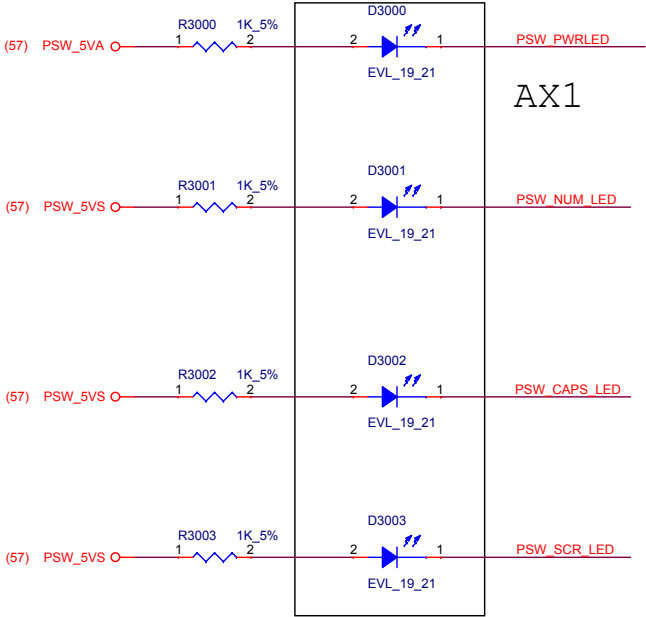 D3000
R3000 1K_5%
(57) PSW_5VA 1 2 2 1 PSW_PWRLED
EVL_19_21
AX1
D3001
R3001 1K_5%
(57) PSW_5VS 1 2 2 1 PSW_NUM_LED
EVL_19_21
D3002
R3002 1K_5%
(57) PSW_5VS 1 2 2 1 PSW_CAPS_LED
EVL_19_21
D3003
R3003 1K_5%
(57) PSW_5VS 1 2 2 1 PSW_SCR_LED
EVL_19_21